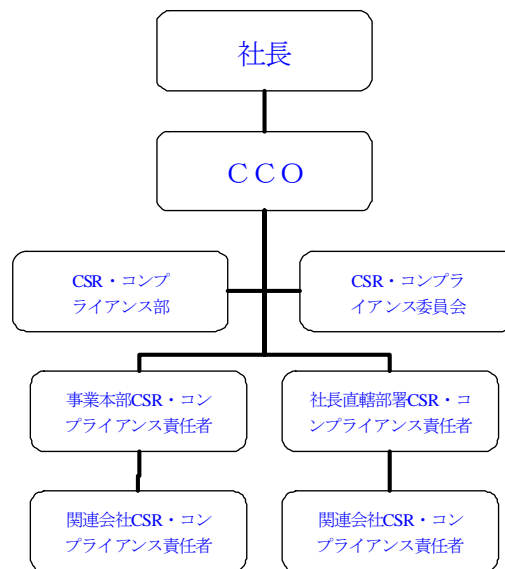 社長
ＣＣＯ
CSR・コンプ
ライアンス部
CSR・コンプラ
イアンス委員会
事業本部CSR・コン
プライアンス責任者
社長直轄部署CSR・コ
ンプライアンス責任者
関連会社CSR・コン
プライアンス責任者
関連会社CSR・コン
プライアンス責任者